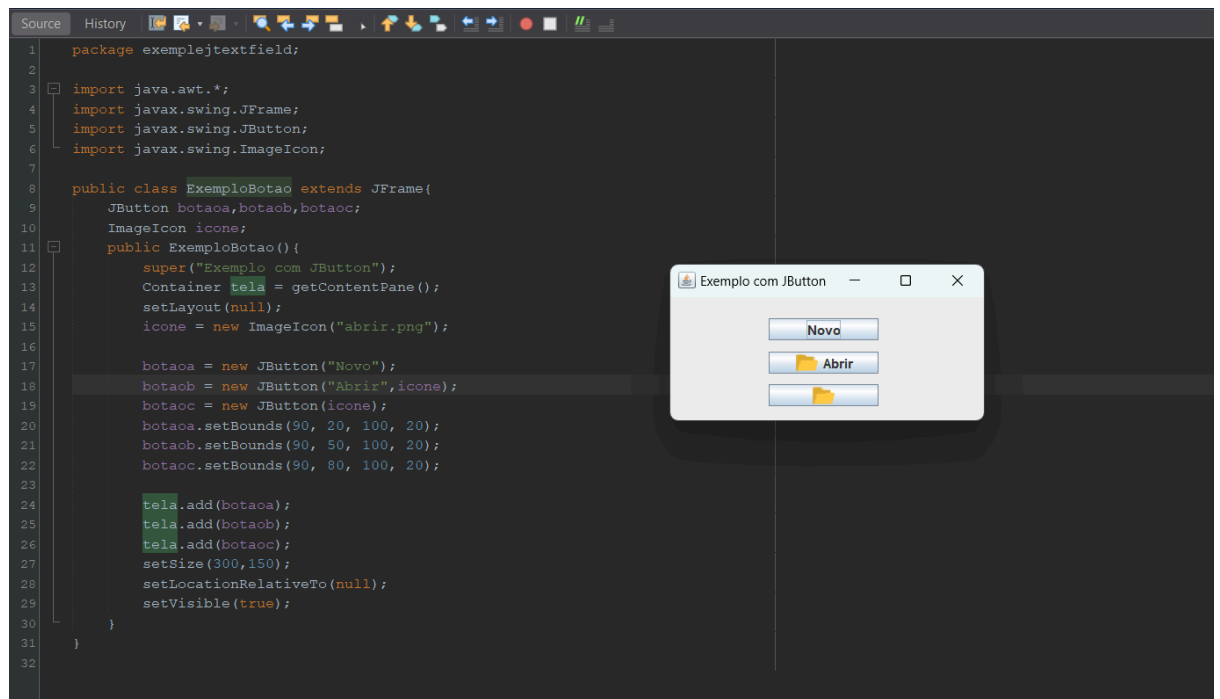 Source History
1 package exemplejtextfield;
2
3 import java.awt.*;
4 import javax.swing.JFrame;
5 import javax.swing.JButton;
6 import javax.swing.ImageIcon;
7
8 public class ExemploBotao extends JFrame{
9 JButton botaoa,botaob,botaoc;
10 ImageIcon icone;
11 public ExemploBotao(){
12 super("Exemplo com JButton");
13 Container tela = getContentPane();
14 setLayout(null);
15 icone = new ImageIcon("abrir.png");
16
17 botaoa = new JButton("Novo");
18 botaob = new JButton("Abrir",icone);
19 botaoc = new JButton(icone);
20 botaoa.setBounds(90, 20, 100, 20);
21 botaob.setBounds(90, 50, 100, 20);
22 botaoc.setBounds(90, 80, 100, 20);
23
24 tela.add(botaoa);
25 tela.add(botaob);
26 tela.add(botaoc);
27 setSize(300,150);
28 setLocationRelativeTo(null);
29 setVisible(true);
30 }
31 }
32
Exemplo com JButton
Novo
Abrir